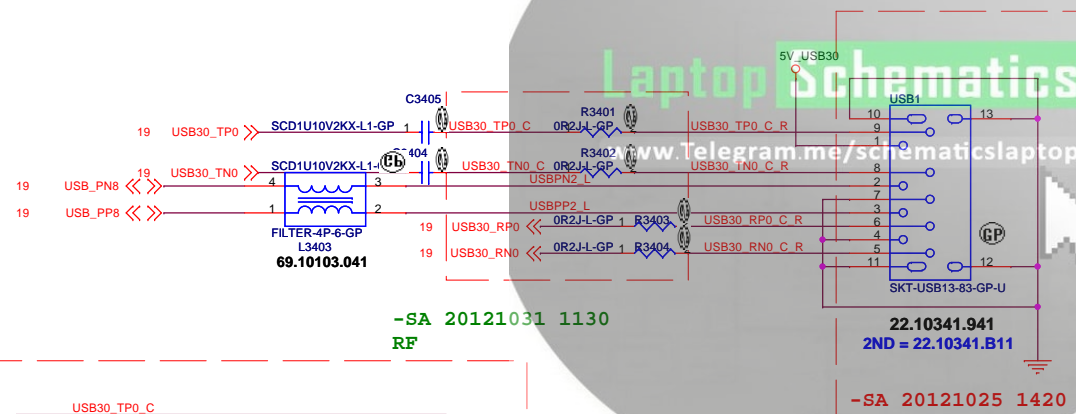 Laptop Schematics
5V_USB30
USB1
C3405
R3401
19 USB30_TP0 SCD1U10V2KX-L1-GP 1 USB30_TP0_C 0R2J-L-GP USB30_TP0_C_R
10 13
9
1
R3402
www.Telegram.me/schematicslaptop
19 USB30_TN0 SCD1U10V2KX-L1- 404 USB30_TN0_C 0R2J-L-GP USB30_TN0_C_R
8
19 USB_PN8 4 3 USBPN2_L
2
7
19 USB_PP8 1 2 USBPP2_L
3
19 USB30_RP0 0R2J-L-GP 1 R3403 USB30_RP0_C_R
6
FILTER-4P-6-GP
4
GP
L3403
19 USB30_RN0 0R2J-L-GP 1 R3404 USB30_RN0_C_R
5
69.10103.041
11 12
SKT-USB13-83-GP-U
-SA 20121031 1130
RF
22.10341.941
2ND = 22.10341.B11
-SA 20121025 1420
USB30_TP0_C